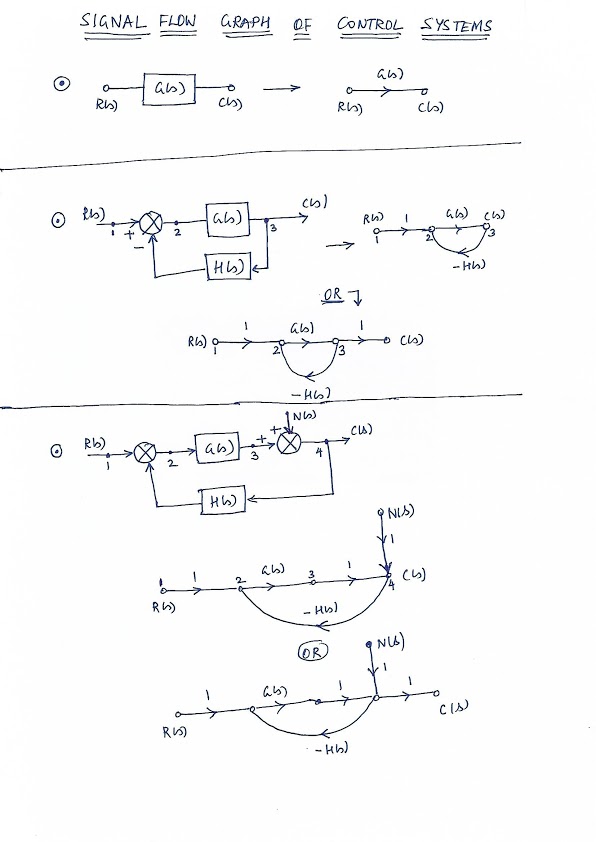 SIGNAL FLOW GRAPH OF CONTROL SYSTEMS
R(s) G(s) C(s) G(s) R(s) C(s)
R(s) 1 + - 2 G(s) 3 C(s)
H(s)
R(s) 1 1 2 G(s) C(s) 3
-H(s)
OR
R(s) 1 1 2 G(s) 3 1 C(s)
-H(s)
R(s) 1 2 G(s) 3 + + N(s) 4 C(s)
H(s)
N(s)
1
1 R(s) 1 2 G(s) 3 1 4 C(s)
-H(s)
OR
N(s)
1
R(s) 1 G(s) 1 1 C(s)
-H(s)